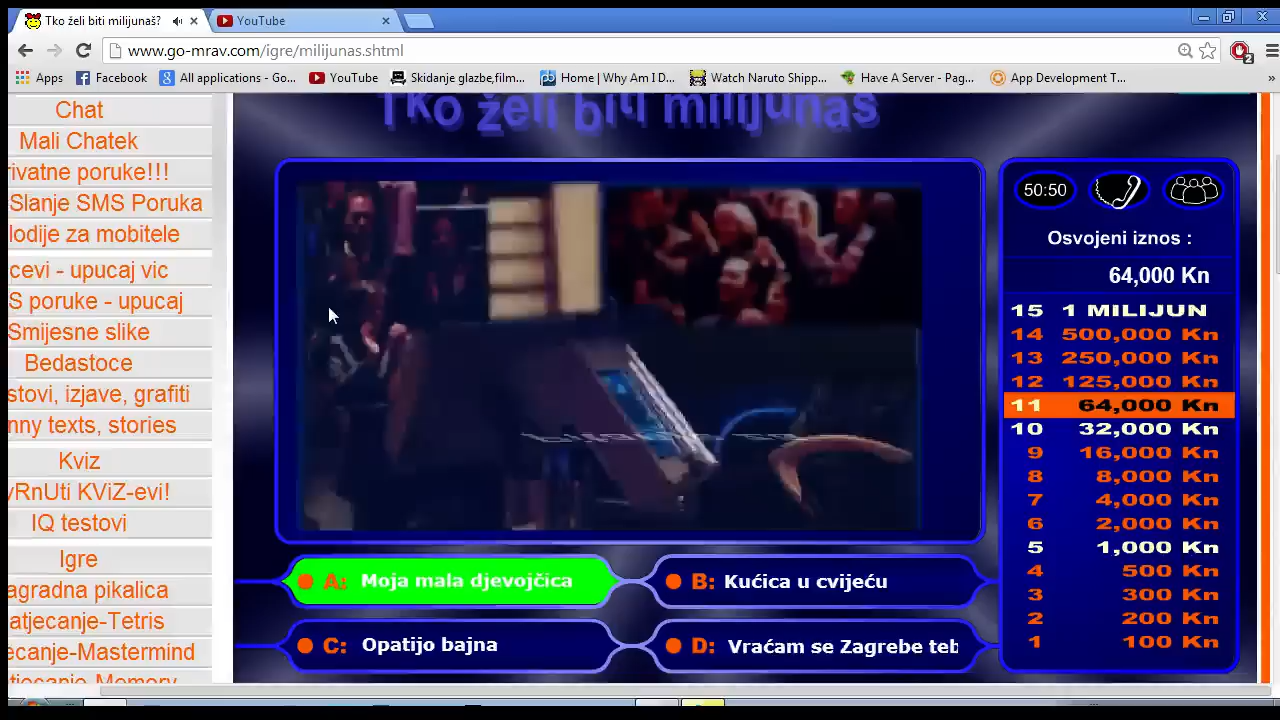 Tko želi biti milijunaš?
YouTube
www.go-mrav.com/igre/milijunas.shtml
Apps
Facebook
All applications - Go...
YouTube
Skidanje glazbe,film...
Home | Why Am I D...
Watch Naruto Shipp...
Have A Server - Pag...
App Development T...
2
Chat
Mali Chatek
rivatne poruke!!!
Slanje SMS Poruka
lodije za mobitele
cevi - upucaj vic
S poruke - upucaj
Smijesne slike
Bedastoce
stovi, izjave, grafiti
nny texts, stories
Kviz
yRnUti KViZ-evi!
IQ testovi
Igre
agradna pikalica
atjecanje-Tetris
ecanje-Mastermind
tjecanje-Memory
Tko želi biti milijunaš
50:50
Osvojeni iznos :
64,000 Kn
15 1 MILIJUN
14 500,000 Kn
13 250,000 Kn
12 125,000 Kn
11 64,000 Kn
10 32,000 Kn
9 16,000 Kn
8 8,000 Kn
7 4,000 Kn
6 2,000 Kn
5 1,000 Kn
4 500 Kn
3 300 Kn
2 200 Kn
1 100 Kn
A: Moja mala djevojčica
B: Kućica u cvijeću
C: Opatijo bajna
D: Vraćam se Zagrebe teb